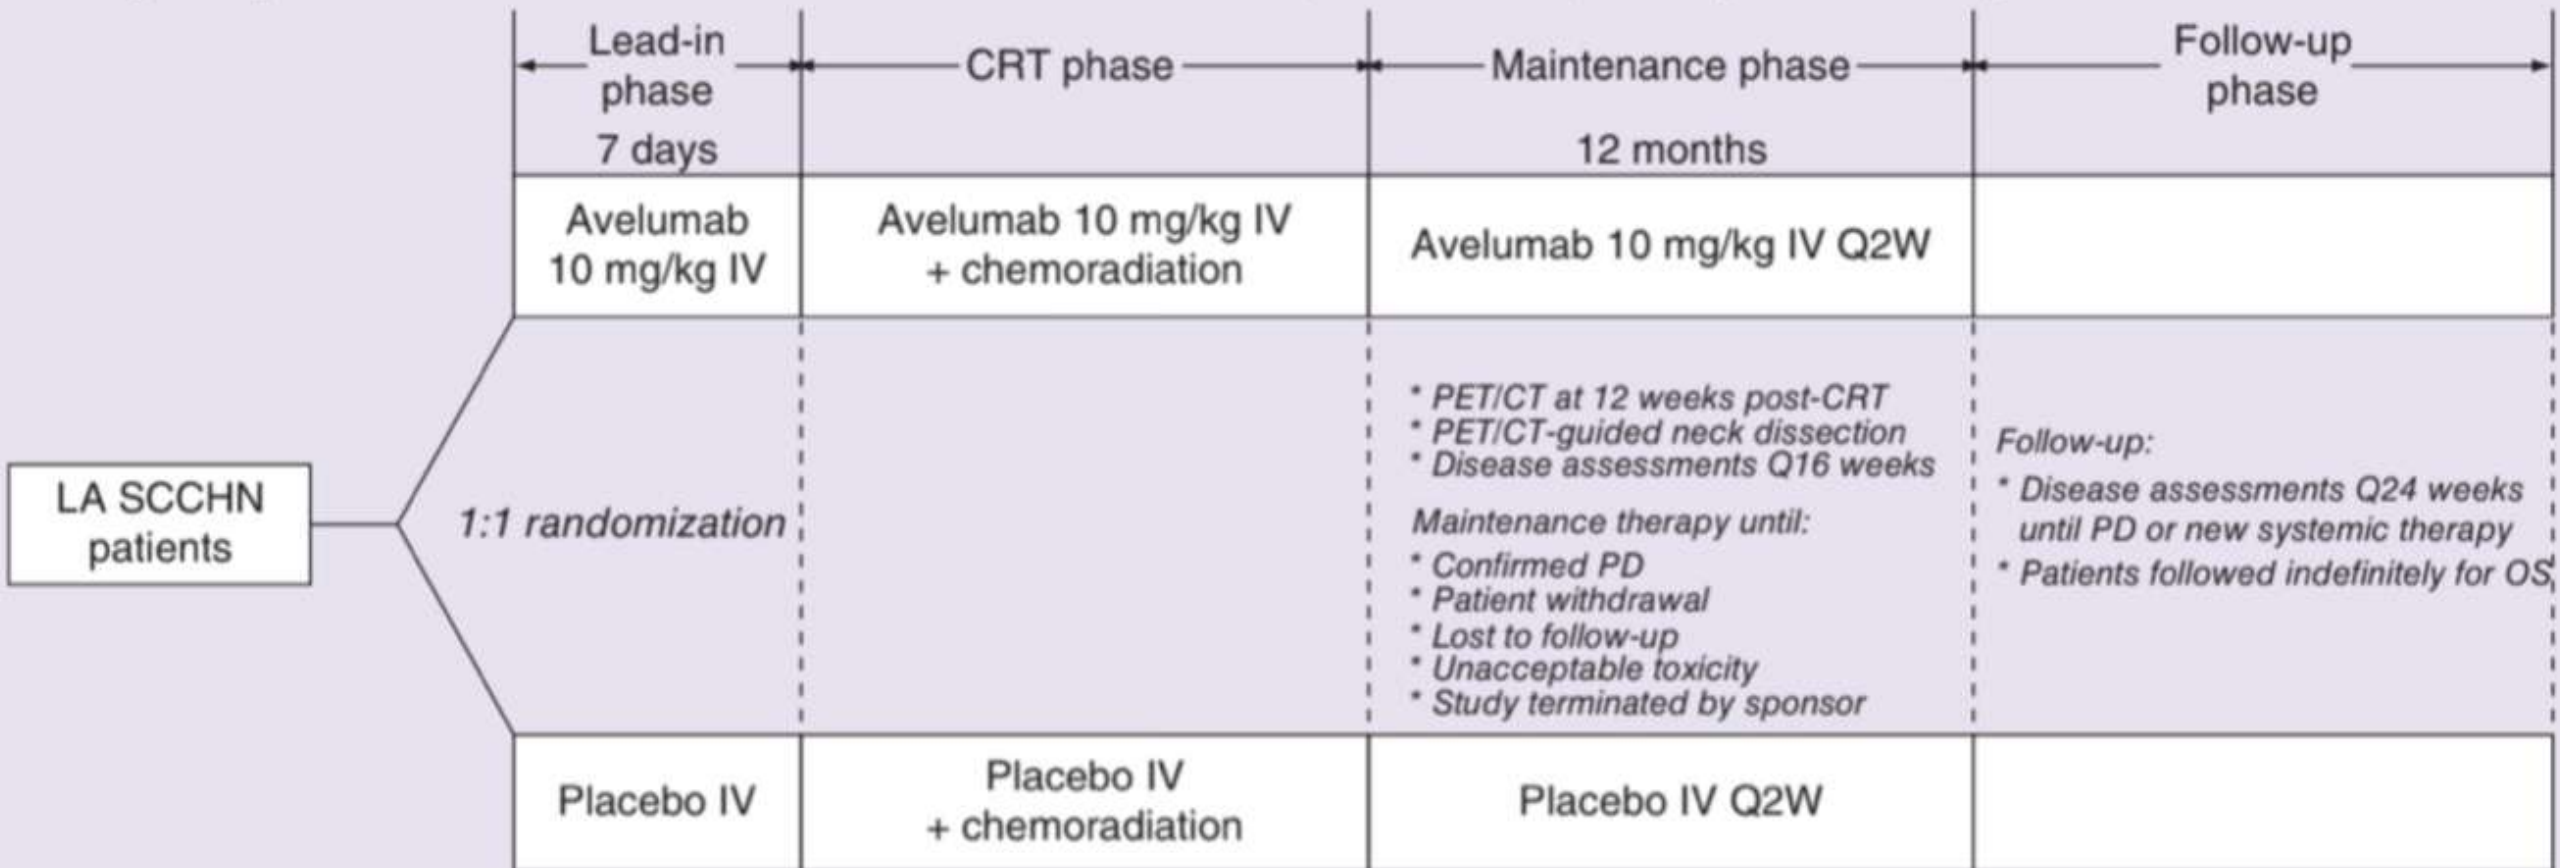 Lead-in
phase
7 days
CRT phase
Maintenance phase
12 months
Follow-up
phase
Avelumab
10 mg/kg IV
Avelumab 10 mg/kg IV
+ chemoradiation
Avelumab 10 mg/kg IV Q2W
LA SCCHN
patients
1:1 randomization
* PET/CT at 12 weeks post-CRT
* PET/CT-guided neck dissection
* Disease assessments Q16 weeks
Maintenance therapy until:
* Confirmed PD
* Patient withdrawal
* Lost to follow-up
* Unacceptable toxicity
* Study terminated by sponsor
Follow-up:
* Disease assessments Q24 weeks
until PD or new systemic therapy
* Patients followed indefinitely for OS
Placebo IV
Placebo IV
+ chemoradiation
Placebo IV Q2W